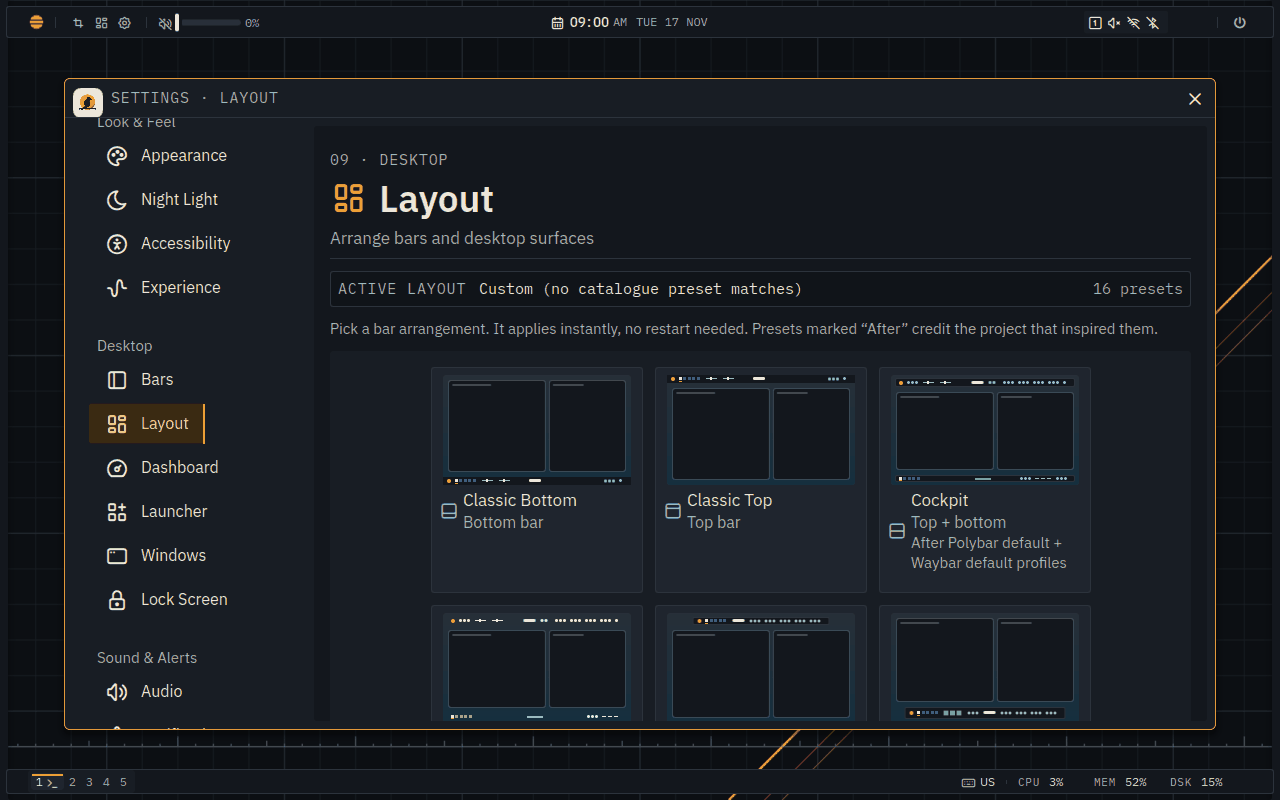 0%
09:00 AM TUE 17 NOV
1
SETTINGS · LAYOUT
Look & Feel
Appearance
Night Light
Accessibility
Experience
Desktop
Bars
Layout
Dashboard
Launcher
Windows
Lock Screen
Sound & Alerts
Audio
09 · DESKTOP
Layout
Arrange bars and desktop surfaces
ACTIVE LAYOUT Custom (no catalogue preset matches) 16 presets
Pick a bar arrangement. It applies instantly, no restart needed. Presets marked “After” credit the project that inspired them.
Classic Bottom
Bottom bar
Classic Top
Top bar
Cockpit
Top + bottom
After Polybar default +
Waybar default profiles
1 2 3 4 5
US CPU 3% MEM 52% DSK 15%